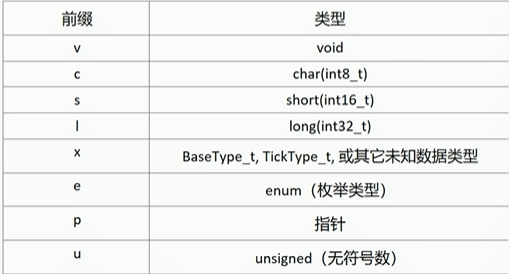 前缀 类型
v void
c char(int8_t)
s short(int16_t)
l long(int32_t)
x BaseType_t, TickType_t, 或其它未知数据类型
e enum（枚举类型）
p 指针
u unsigned（无符号数）